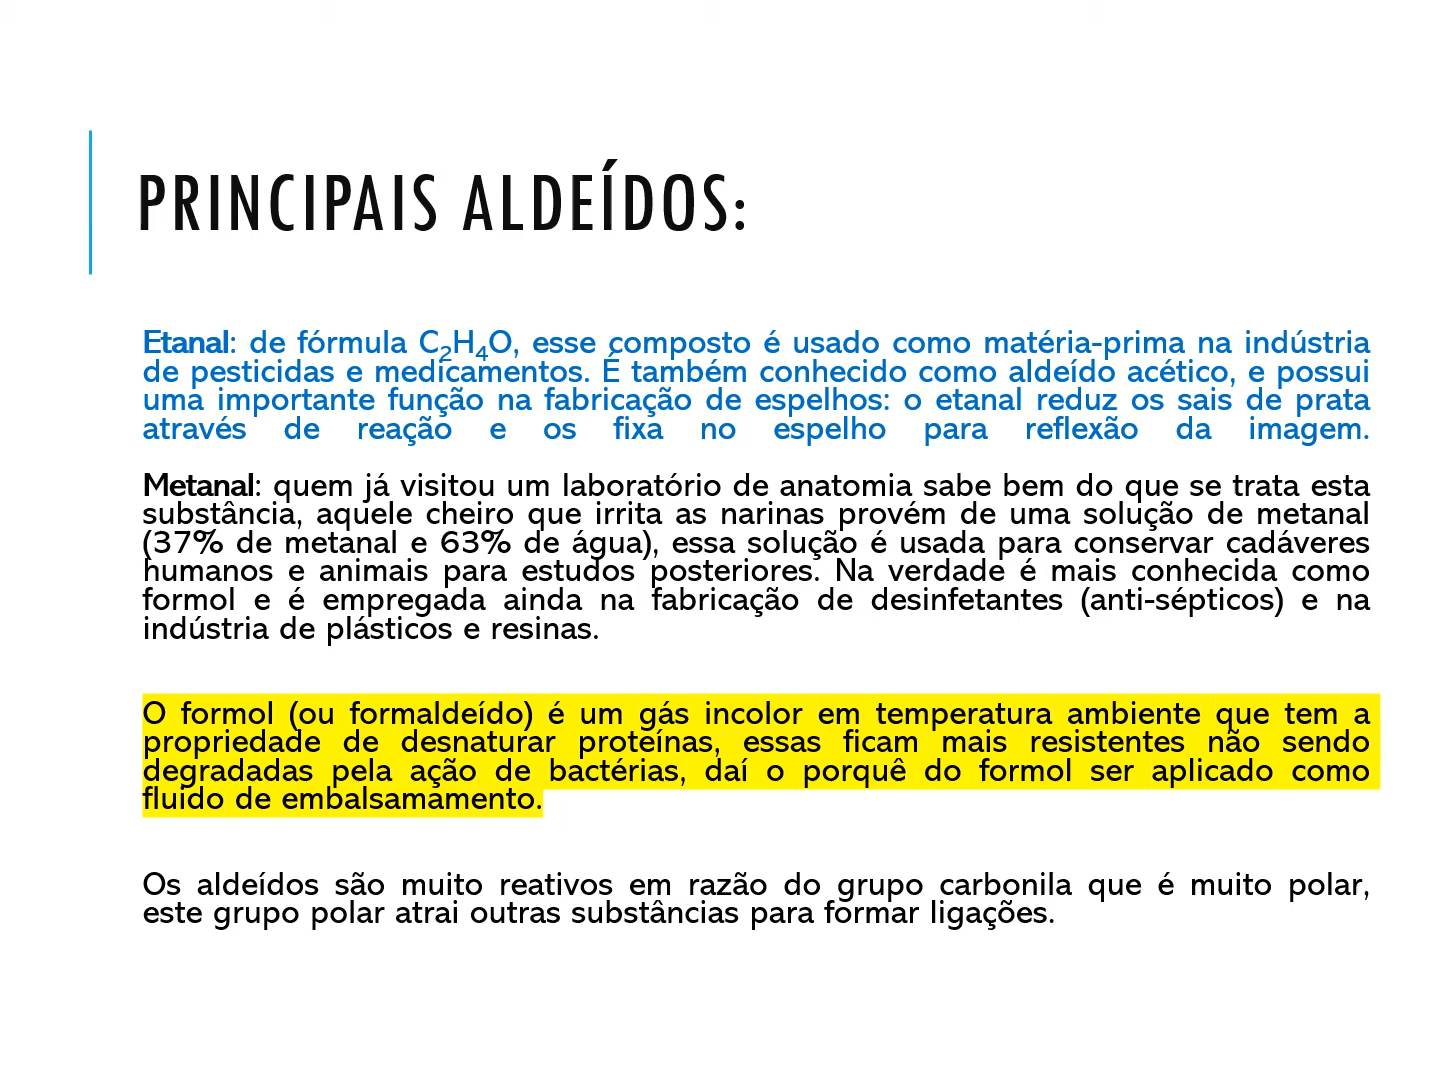 PRINCIPAIS ALDEÍDOS:
Etanal: de fórmula C₂H₄O, esse composto é usado como matéria-prima na indústria
de pesticidas e medicamentos. É também conhecido como aldeído acético, e possui
uma importante função na fabricação de espelhos: o etanal reduz os sais de prata
através de reação e os fixa no espelho para reflexão da imagem.
Metanal: quem já visitou um laboratório de anatomia sabe bem do que se trata esta
substância, aquele cheiro que irrita as narinas provém de uma solução de metanal
(37% de metanal e 63% de água), essa solução é usada para conservar cadáveres
humanos e animais para estudos posteriores. Na verdade é mais conhecida como
formol e é empregada ainda na fabricação de desinfetantes (anti-sépticos) e na
indústria de plásticos e resinas.
O formol (ou formaldeído) é um gás incolor em temperatura ambiente que tem a
propriedade de desnaturar proteínas, essas ficam mais resistentes não sendo
degradadas pela ação de bactérias, daí o porquê do formol ser aplicado como
fluido de embalsamamento.
Os aldeídos são muito reativos em razão do grupo carbonila que é muito polar,
este grupo polar atrai outras substâncias para formar ligações.